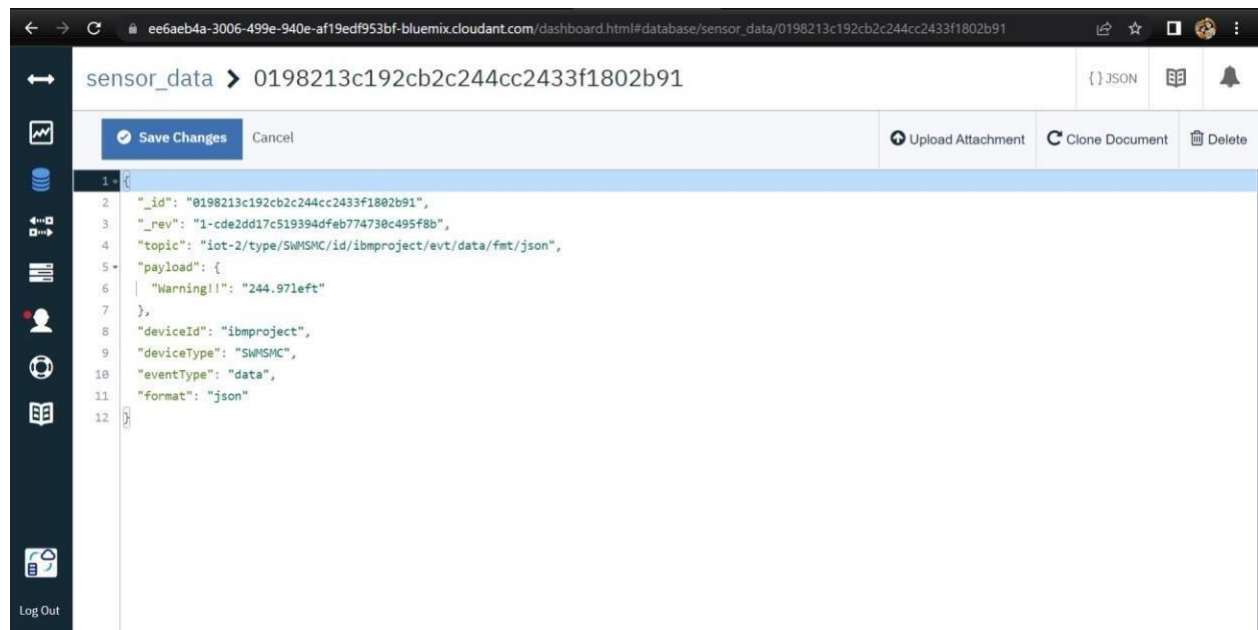 ee6aeb4a-3006-499e-940e-af19edf953bf-bluemix.cloudant.com/dashboard.html#database/sensor_data/0198213c192cb2c244cc2433f1802b91
sensor_data > 0198213c192cb2c244cc2433f1802b91
{ } JSON
Save Changes Cancel
Upload Attachment Clone Document Delete
1 {
2 "_id": "0198213c192cb2c244cc2433f1802b91",
3 "_rev": "1-cde2dd17c519394dfeb774730c495f8b",
4 "topic": "iot-2/type/SWMSMC/id/ibmproject/evt/data/fmt/json",
5 "payload": {
6 "Warning!!": "244.97left"
7 },
8 "deviceId": "ibmproject",
9 "deviceType": "SWMSMC",
10 "eventType": "data",
11 "format": "json"
12 }
Log Out